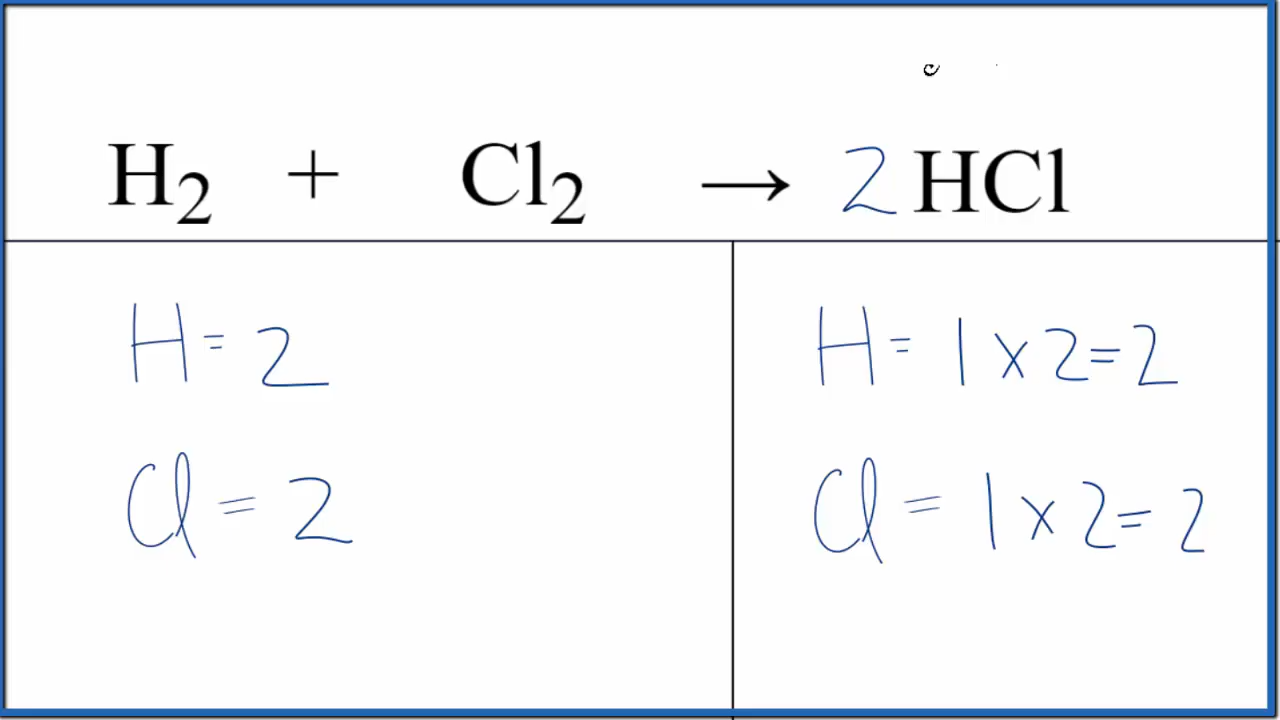 H₂ + Cl₂ → 2 HCl
H = 2
H = 1 x 2 = 2
Cl = 2
Cl = 1 x 2 = 2